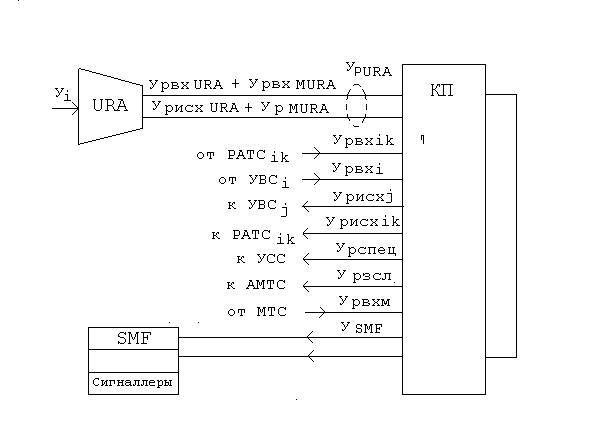 УPURA
КП
Уi
URA
Урвх URA + Урвх MURA
Урисх URA + Ур MURA
от РАТСik
Урвхik
от УВСi
Урвхi
к УВСj
Урисхj
к РАТСik
Урисхik
к УСС
Урспец
к АМТС
Урзсл
от МТС
Урвхм
УSMF
SMF
Сигналлеры